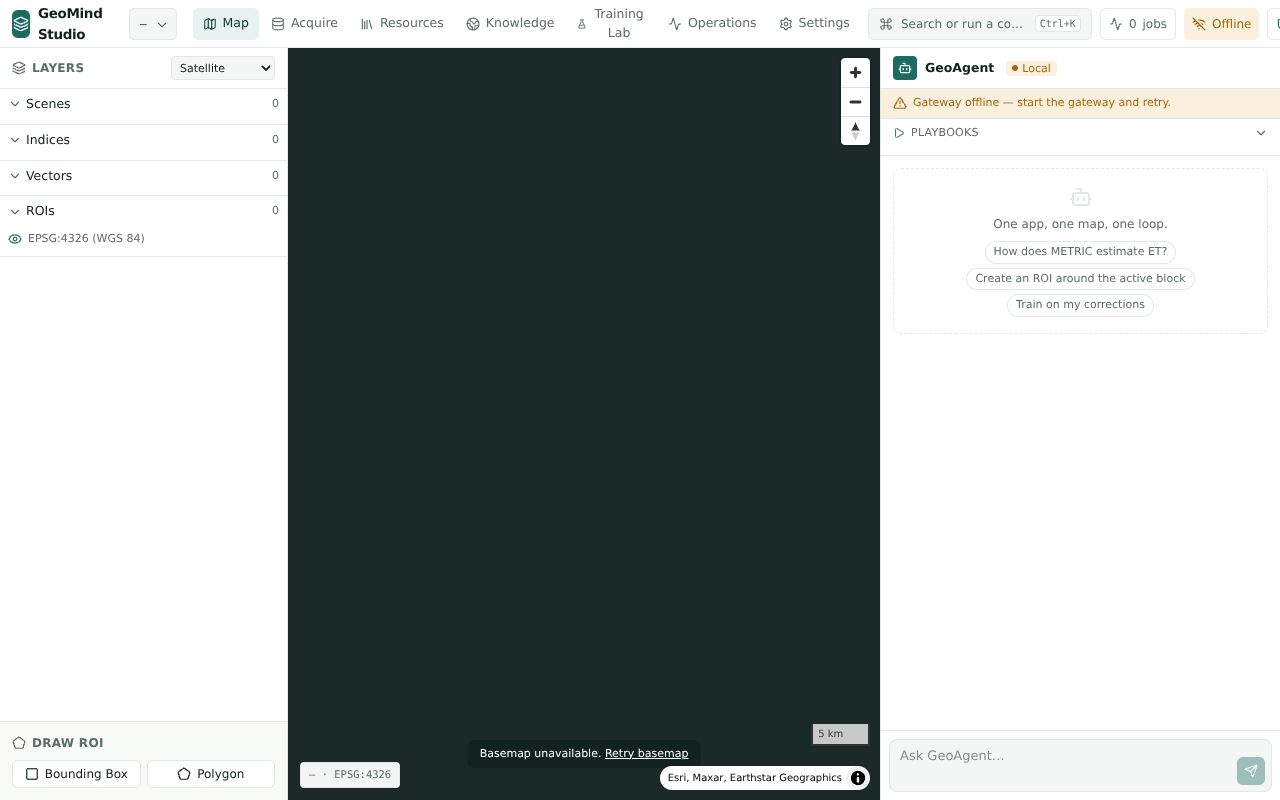 GeoMind
Studio
—
Map
Acquire
Resources
Knowledge
Training
Lab
Operations
Settings
Search or run a co...
Ctrl+K
0 jobs
Offline
LAYERS
Satellite
Scenes
0
Indices
0
Vectors
0
ROIs
0
EPSG:4326 (WGS 84)
DRAW ROI
Bounding Box
Polygon
5 km
Basemap unavailable. Retry basemap
— · EPSG:4326
Esri, Maxar, Earthstar Geographics
GeoAgent
Local
Gateway offline — start the gateway and retry.
PLAYBOOKS
One app, one map, one loop.
How does METRIC estimate ET?
Create an ROI around the active block
Train on my corrections
Ask GeoAgent...